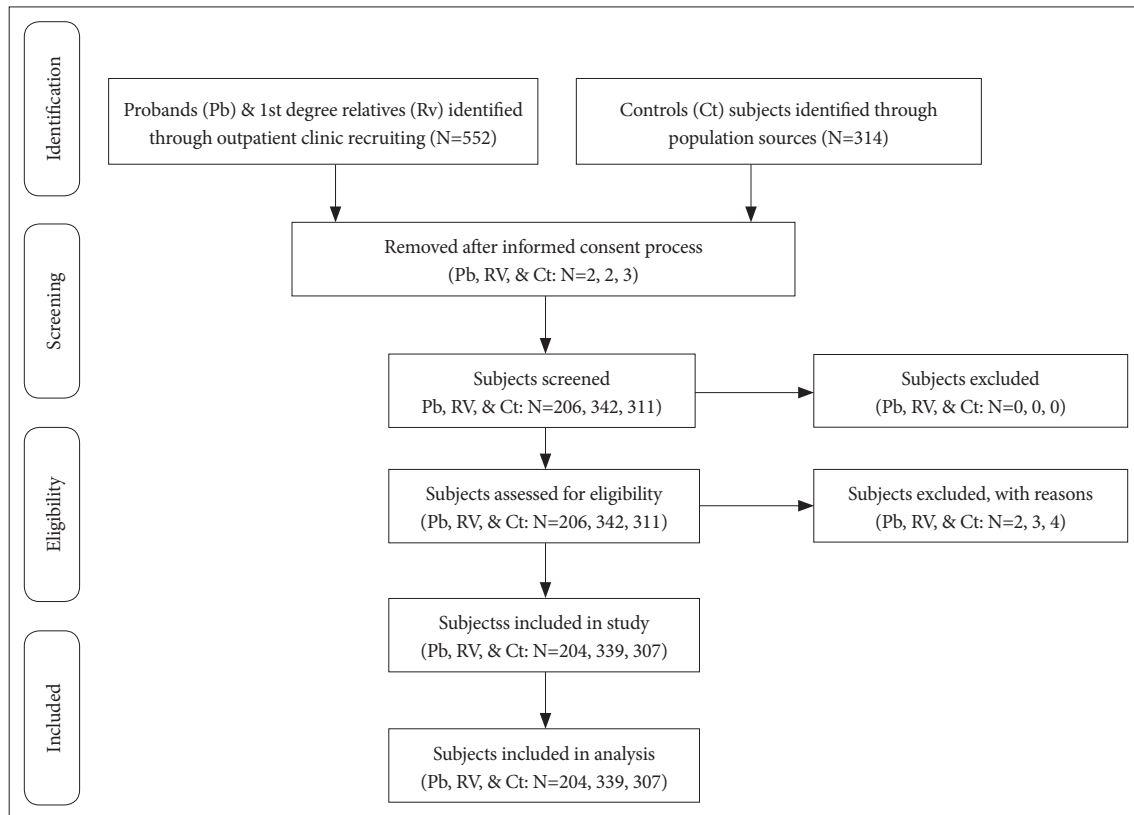 Identification
Probands (Pb) & 1st degree relatives (Rv) identified
through outpatient clinic recruiting (N=552)
Controls (Ct) subjects identified through
population sources (N=314)
Screening
Removed after informed consent process
(Pb, RV, & Ct: N=2, 2, 3)
Subjects screened
Pb, RV, & Ct: N=206, 342, 311)
Subjects excluded
(Pb, RV, & Ct: N=0, 0, 0)
Eligibility
Subjects assessed for eligibility
(Pb, RV, & Ct: N=206, 342, 311)
Subjects excluded, with reasons
(Pb, RV, & Ct: N=2, 3, 4)
Included
Subjectss included in study
(Pb, RV, & Ct: N=204, 339, 307)
Subjects included in analysis
(Pb, RV, & Ct: N=204, 339, 307)